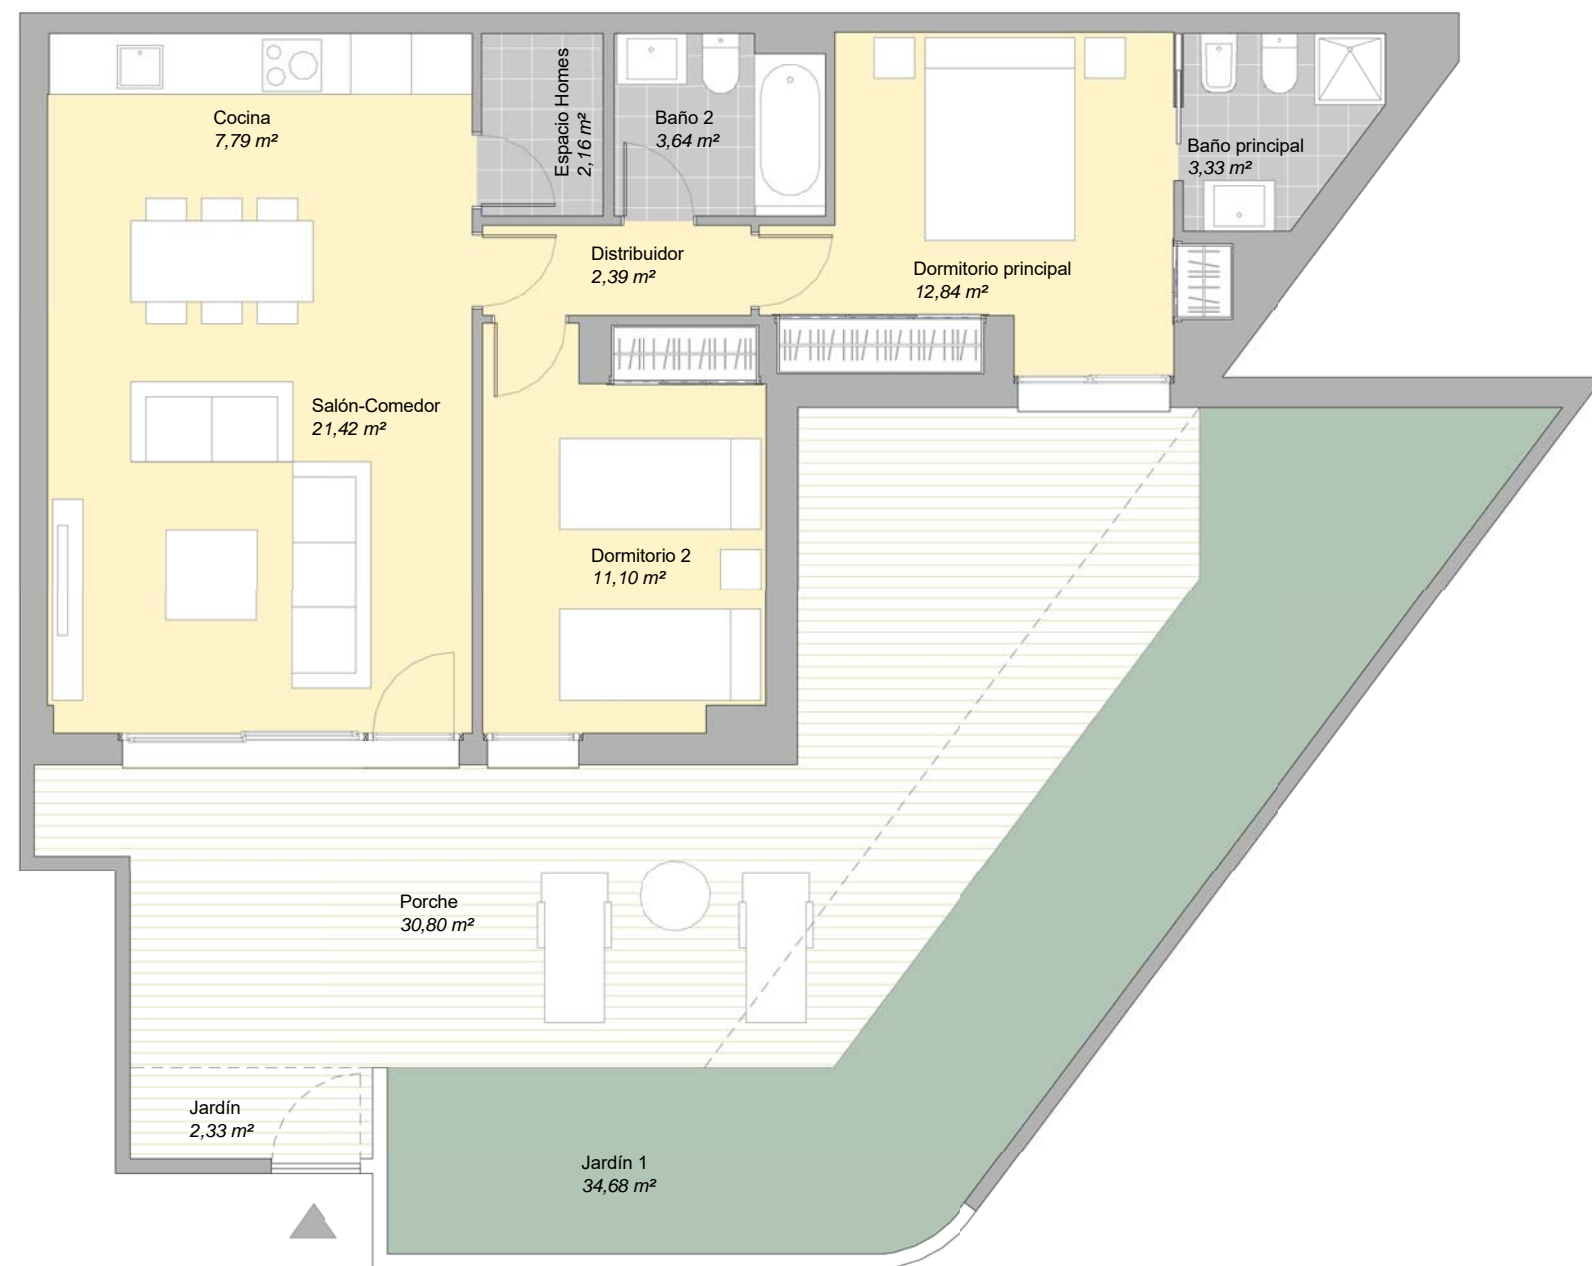 Cocina
7,79 m²
Espacio Homes
2,16 m²
Baño 2
3,64 m²
Baño principal
3,33 m²
Distribuidor
2,39 m²
Dormitorio principal
12,84 m²
Salón-Comedor
21,42 m²
Dormitorio 2
11,10 m²
Porche
30,80 m²
Jardín
2,33 m²
Jardín 1
34,68 m²